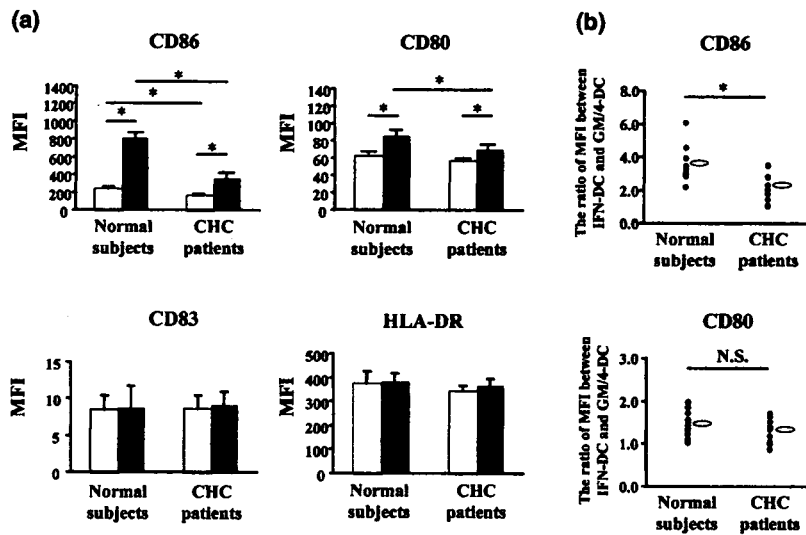 (a)
CD86
MFI
1400
1200
1000
800
600
400
200
0
*
*
*
*
Normal
subjects
CHC
patients
CD80
MFI
140
120
100
80
60
40
20
0
*
*
*
Normal
subjects
CHC
patients
CD83
MFI
15
10
5
0
Normal
subjects
CHC
patients
HLA-DR
MFI
500
400
300
200
100
0
Normal
subjects
CHC
patients
(b)
CD86
The ratio of MFI between
IFN-DC and GM/4-DC
8.0
6.0
4.0
2.0
0
*
Normal
subjects
CHC
patients
CD80
The ratio of MFI between
IFN-DC and GM/4-DC
3.0
2.0
1.0
0.0
N.S.
Normal
subjects
CHC
patients